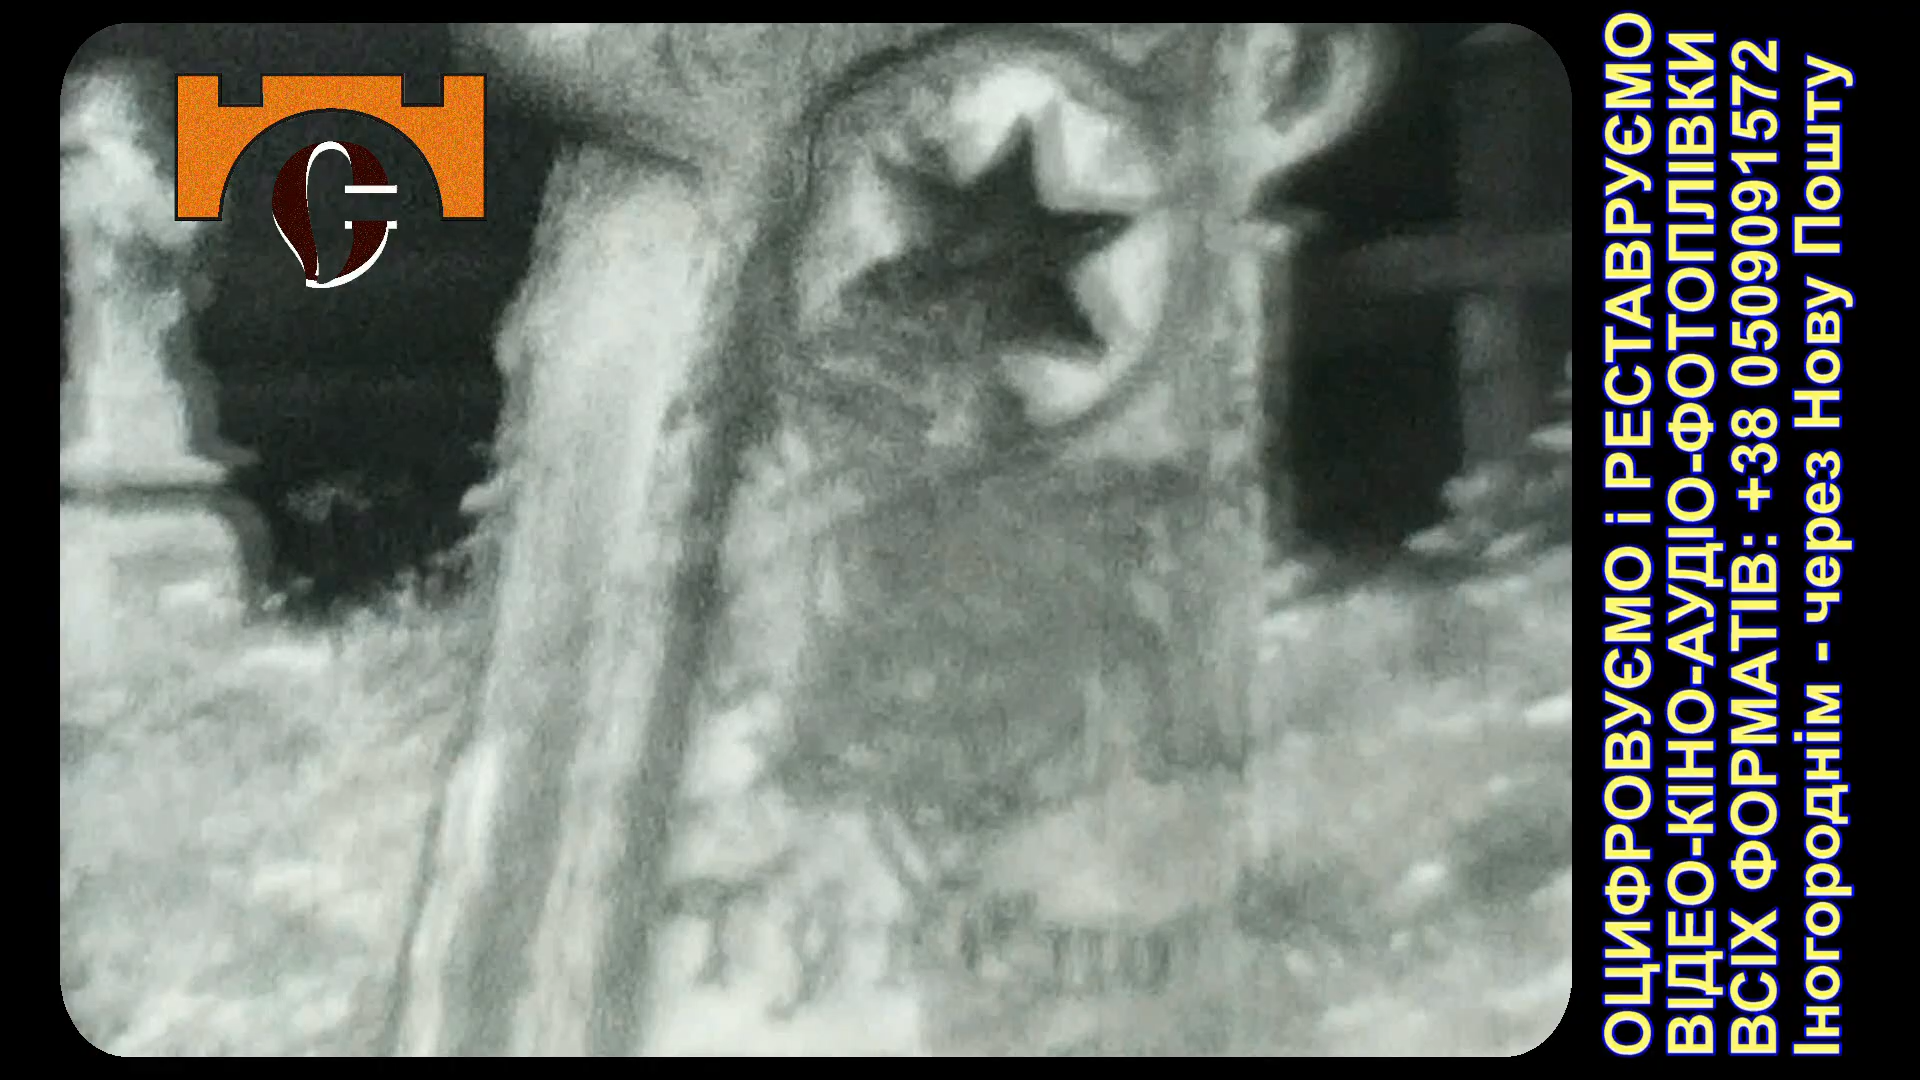 ОЦИФРОВУЄМО і РЕСТАВРУЄМО
ВІДЕО-КІНО-АУДІО-ФОТОПЛІВКИ
ВСІХ ФОРМАТІВ: +38 0509091572
Іногороднім - через Нову Пошту